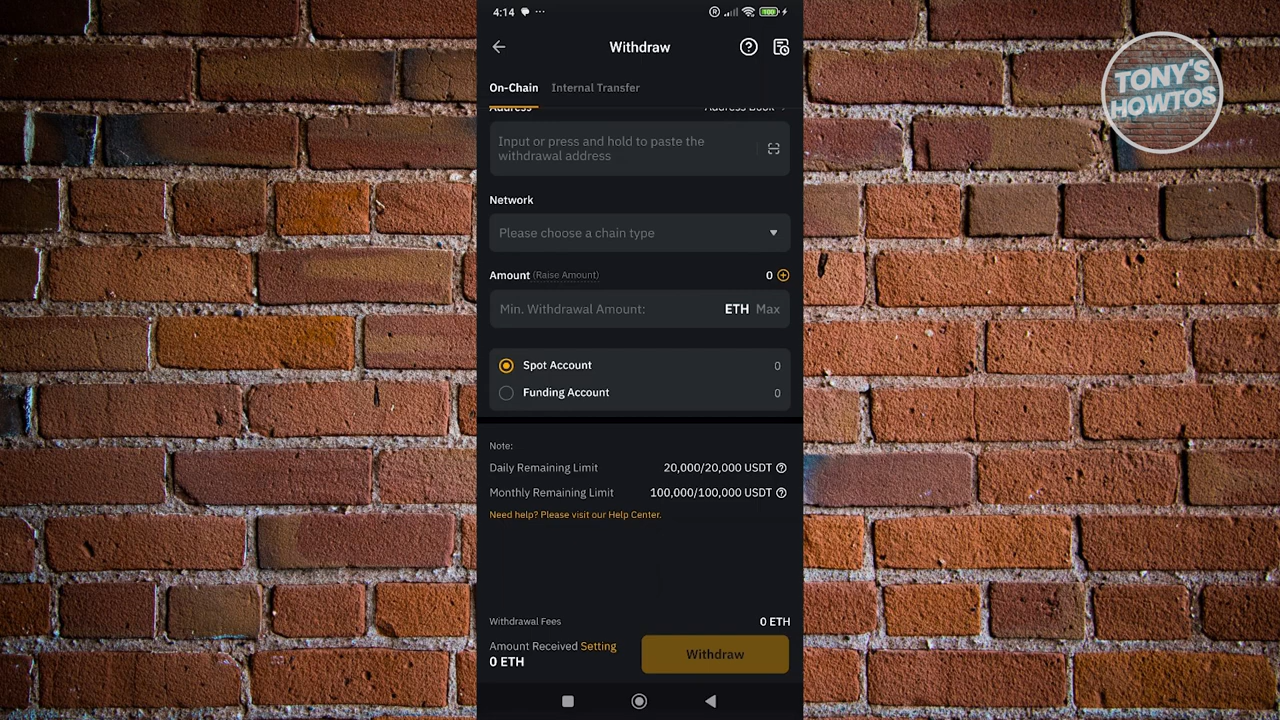 4:14
100
Withdraw
On-Chain Internal Transfer
Address Address Book
Input or press and hold to paste the
withdrawal address
Network
Please choose a chain type
Amount (Raise Amount) 0
Min. Withdrawal Amount: ETH Max
Spot Account 0
Funding Account 0
Note:
Daily Remaining Limit 20,000/20,000 USDT
Monthly Remaining Limit 100,000/100,000 USDT
Need help? Please visit our Help Center.
Withdrawal Fees 0 ETH
Amount Received Setting
0 ETH
Withdraw
TONY'S
HOWTOS